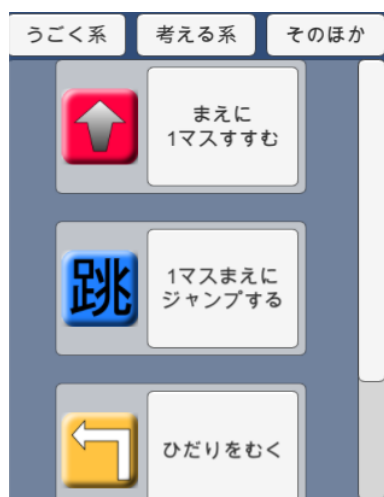 うごく系
考える系
そのほか
まえに
1マスすすむ
跳
1マスまえに
ジャンプする
ひだりをむく